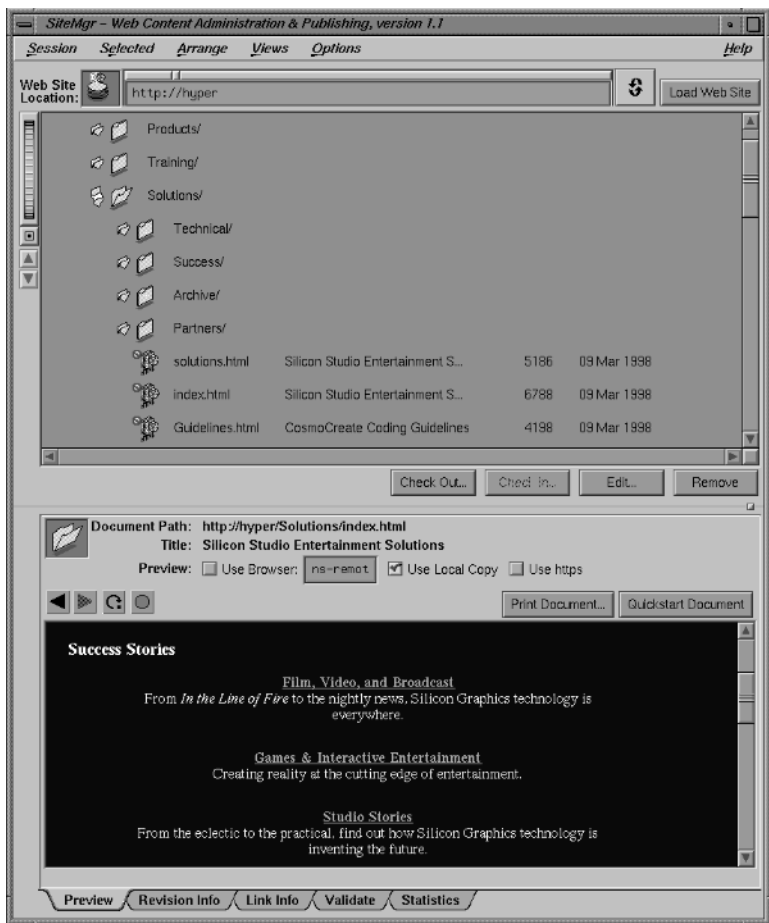 SiteMgr – Web Content Administration & Publishing, version 1.1
Session Selected Arrange Views Options Help
Web Site Location: http://hyper Load Web Site
Products/
Training/
Solutions/
Technical/
Success/
Archive/
Partners/
solutions.html Silicon Studio Entertainment S... 5186 09 Mar 1998
index.html Silicon Studio Entertainment S... 6788 09 Mar 1998
Guidelines.html CosmoCreate Coding Guidelines 4198 09 Mar 1998
Check Out... Check In... Edit... Remove
Document Path: http://hyper/Solutions/index.html
Title: Silicon Studio Entertainment Solutions
Preview: Use Browser: ns-remot Use Local Copy Use https
Print Document... Quickstart Document
Success Stories
Film, Video, and Broadcast
From In the Line of Fire to the nightly news, Silicon Graphics technology is
everywhere.
Games & Interactive Entertainment
Creating reality at the cutting edge of entertainment.
Studio Stories
From the eclectic to the practical, find out how Silicon Graphics technology is
inventing the future.
Preview Revision Info Link Info Validate Statistics